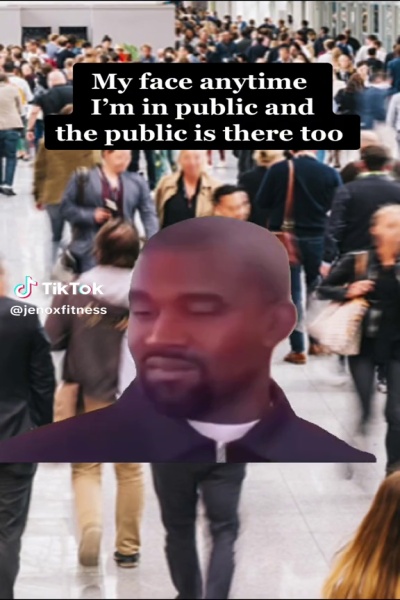 My face anytime
I'm in public and
the public is there too
TikTok
@jenoxfitness